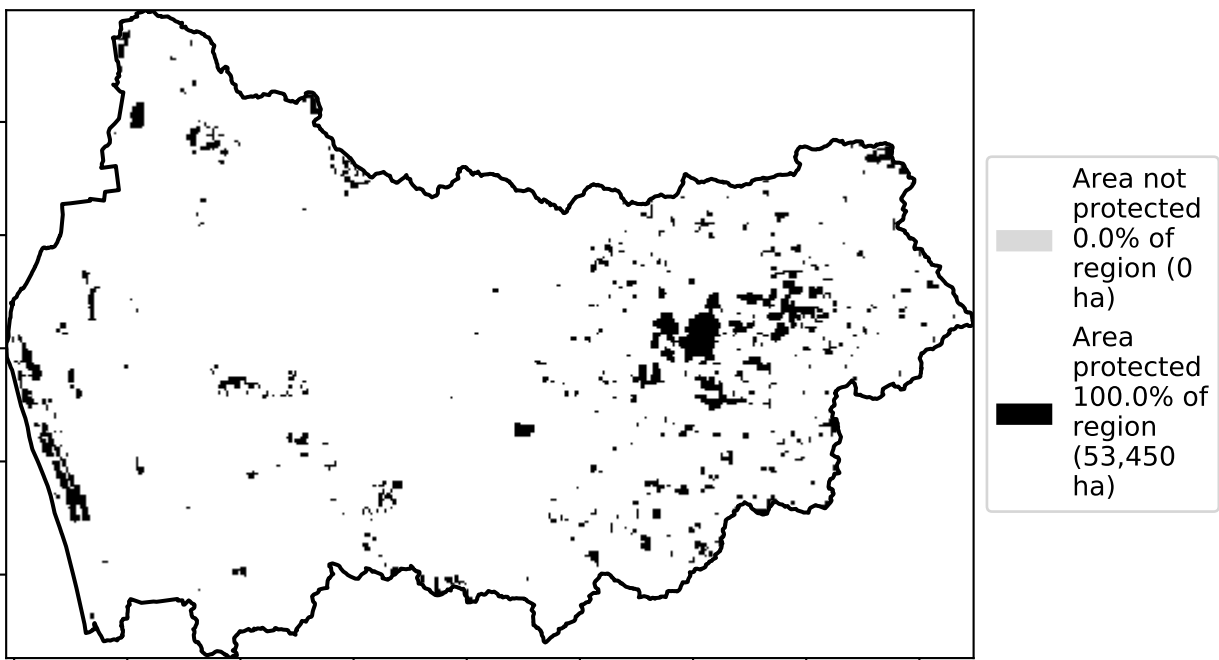 Area not
protected
0.0% of
region (0
ha)
Area
protected
100.0% of
region
(53,450
ha)